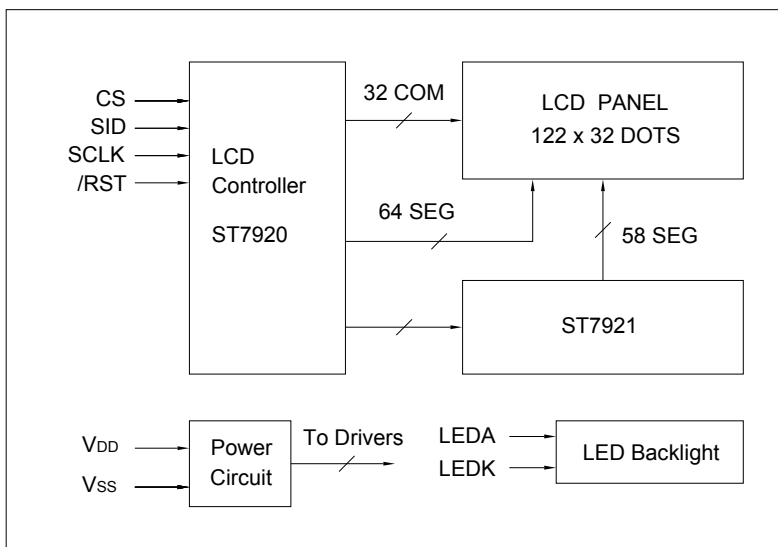 CS
SID
SCLK
/RST
LCD
Controller
ST7920
32 COM
64 SEG
LCD PANEL
122 x 32 DOTS
58 SEG
ST7921
VDD
VSS
Power
Circuit
To Drivers
LEDA
LEDK
LED Backlight